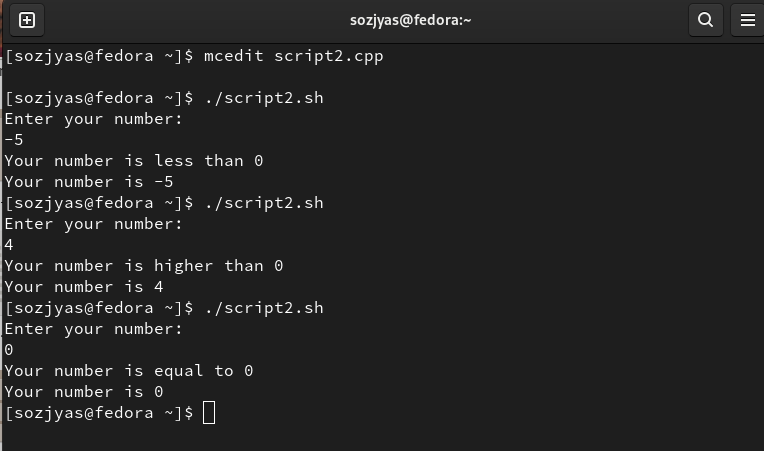 sozjyas@fedora:~
[sozjyas@fedora ~]$ mcedit script2.cpp
[sozjyas@fedora ~]$ ./script2.sh
Enter your number:
-5
Your number is less than 0
Your number is -5
[sozjyas@fedora ~]$ ./script2.sh
Enter your number:
4
Your number is higher than 0
Your number is 4
[sozjyas@fedora ~]$ ./script2.sh
Enter your number:
0
Your number is equal to 0
Your number is 0
[sozjyas@fedora ~]$